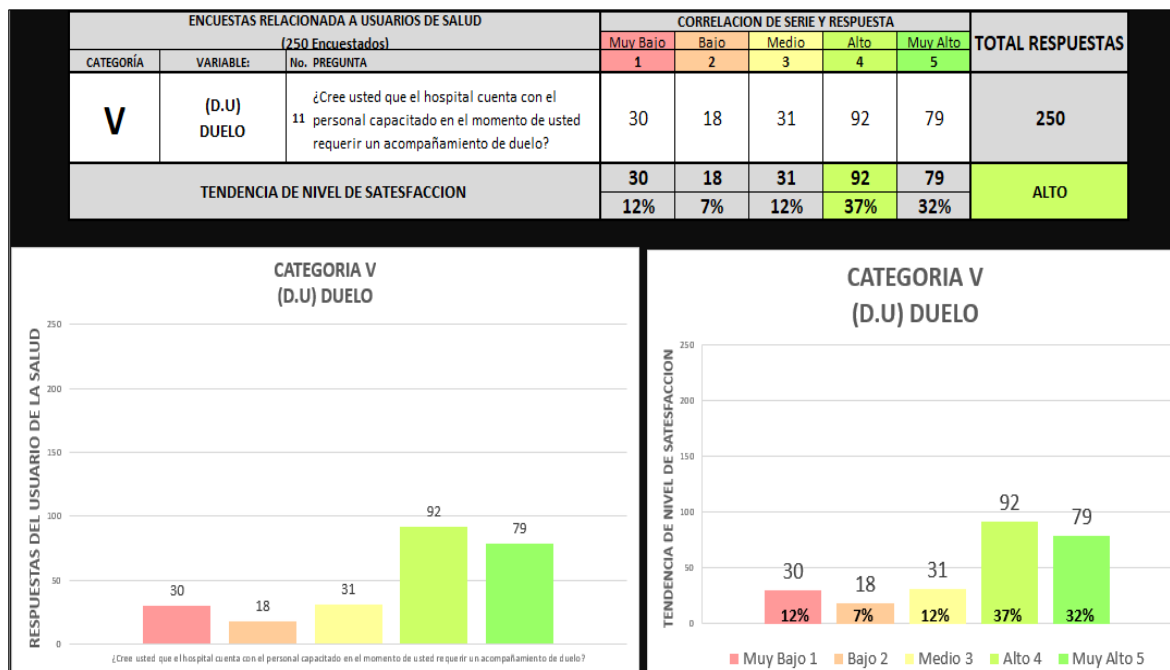 ENCUESTAS RELACIONADA A USUARIOS DE SALUD
(250 Encuestados)
CORRELACION DE SERIE Y RESPUESTA
TOTAL RESPUESTAS
Muy Bajo Bajo Medio Alto Muy Alto
CATEGORÍA VARIABLE: No. PREGUNTA 1 2 3 4 5
V
(D.U)
DUELO
11
¿Cree usted que el hospital cuenta con el
personal capacitado en el momento de usted
requerir un acompañamiento de duelo?
30 18 31 92 79 250
TENDENCIA DE NIVEL DE SATESFACCION
30 18 31 92 79
12% 7% 12% 37% 32%
ALTO
CATEGORIA V
(D.U) DUELO
RESPUESTAS DEL USUARIO DE LA SALUD
250
200
150
100
50
0
30
18
31
92
79
¿Cree usted que el hospital cuenta con el personal capacitado en el momento de usted requerir un acompañamiento de duelo?
CATEGORIA V
(D.U) DUELO
TENDENCIA DE NIVEL DE SATESFACCION
250
200
150
100
50
0
30
18
31
92
79
12% 7% 12% 37% 32%
Muy Bajo 1 Bajo 2 Medio 3 Alto 4 Muy Alto 5